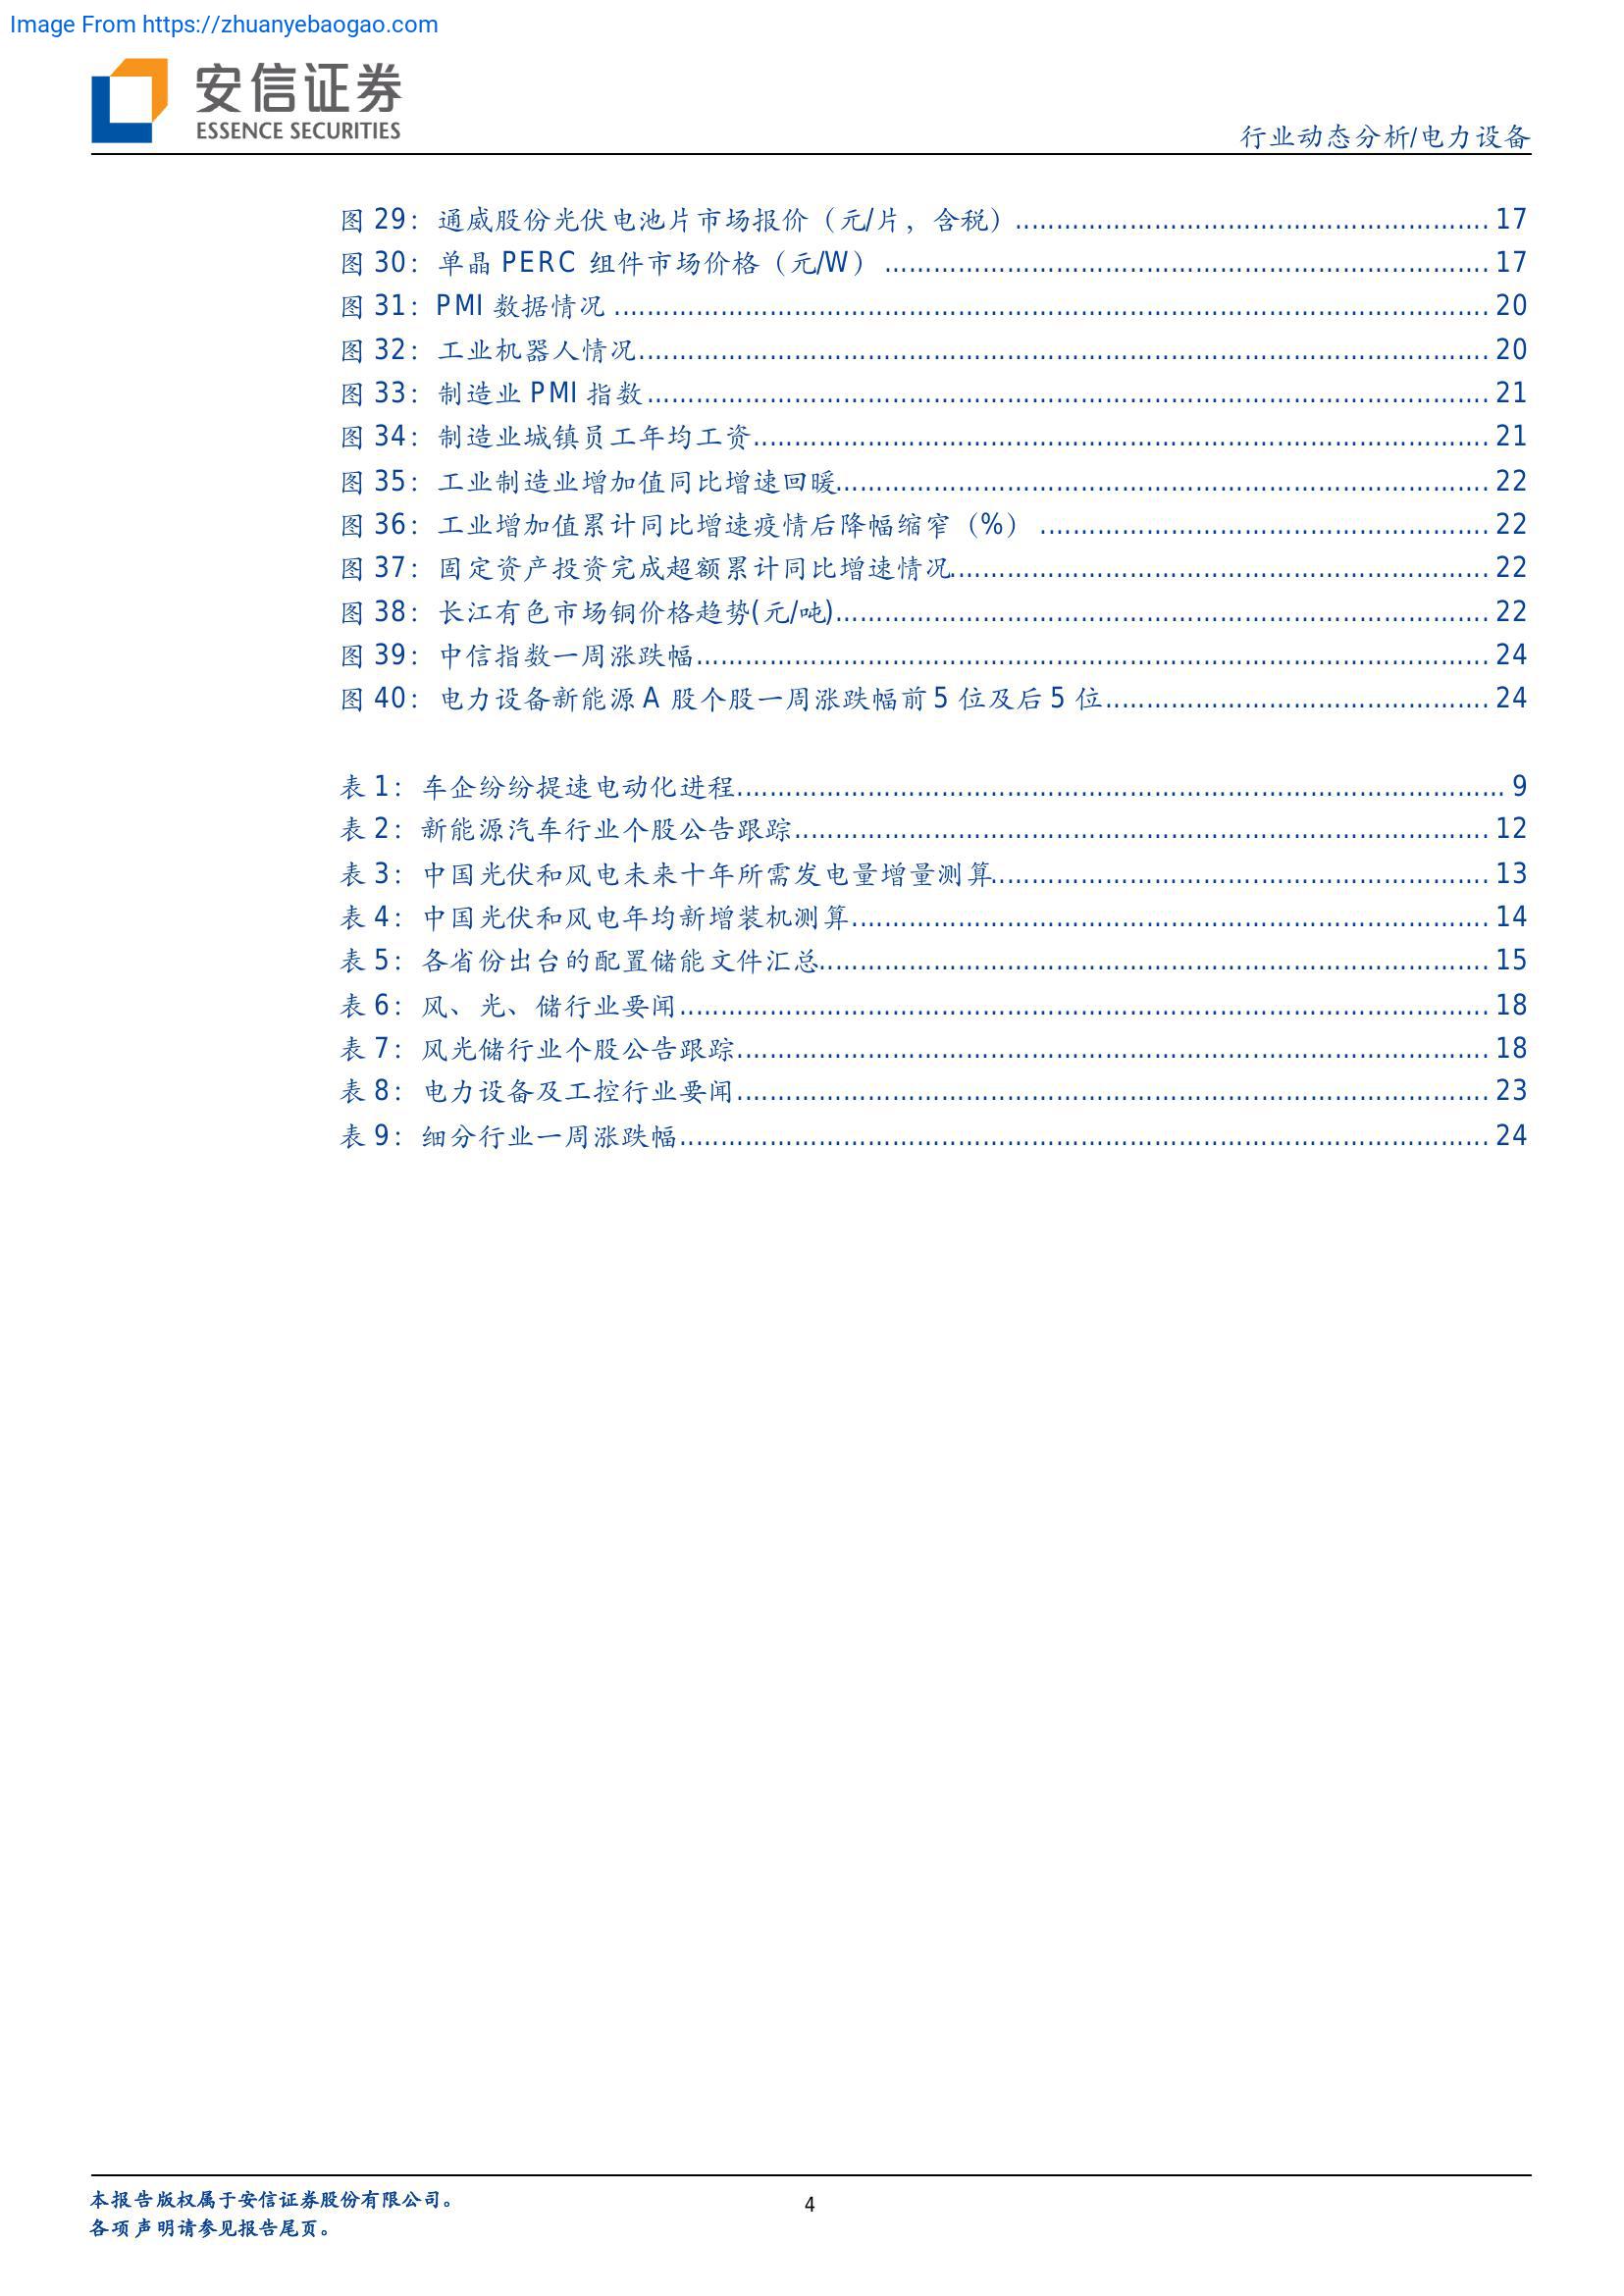 Image From https://zhuanyebaogao.com
安信证券
ESSENCE SECURITIES
行业动态分析/电力设备
图 29：通威股份光伏电池片市场报价（元/片，含税）........................................................ 17
图 30：单晶 PERC 组件市场价格（元/W） ........................................................................ 17
图 31：PMI 数据情况 ........................................................................................................ 20
图 32：工业机器人情况..................................................................................................... 20
图 33：制造业 PMI 指数.................................................................................................... 21
图 34：制造业城镇员工年均工资....................................................................................... 21
图 35：工业制造业增加值同比增速回暖............................................................................. 22
图 36：工业增加值累计同比增速疫情后降幅缩窄（%） ..................................................... 22
图 37：固定资产投资完成超额累计同比增速情况................................................................ 22
图 38：长江有色市场铜价格趋势(元/吨)............................................................................. 22
图 39：中信指数一周涨跌幅.............................................................................................. 24
图 40：电力设备新能源 A 股个股一周涨跌幅前 5 位及后 5 位.............................................. 24
表 1：车企纷纷提速电动化进程........................................................................................... 9
表 2：新能源汽车行业个股公告跟踪................................................................................... 12
表 3：中国光伏和风电未来十年所需发电量增量测算........................................................... 13
表 4：中国光伏和风电年均新增装机测算............................................................................ 14
表 5：各省份出台的配置储能文件汇总............................................................................... 15
表 6：风、光、储行业要闻................................................................................................ 18
表 7：风光储行业个股公告跟踪......................................................................................... 18
表 8：电力设备及工控行业要闻......................................................................................... 23
表 9：细分行业一周涨跌幅................................................................................................ 24
本报告版权属于安信证券股份有限公司。
4
各项声明请参见报告尾页。